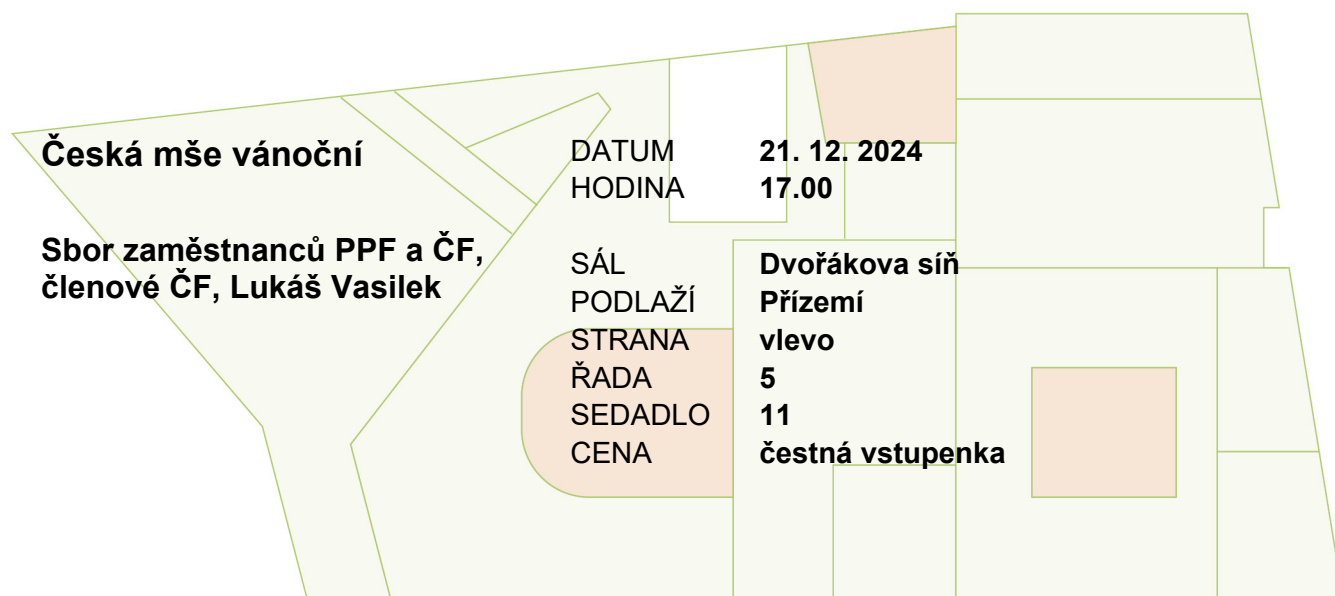 Česká mše vánoční
Sbor zaměstnanců PPF a ČF,
členové ČF, Lukáš Vasilek
DATUM 21. 12. 2024
HODINA 17.00
SÁL Dvořákova síň
PODLAŽÍ Přízemí
STRANA vlevo
ŘADA 5
SEDADLO 11
CENA čestná vstupenka